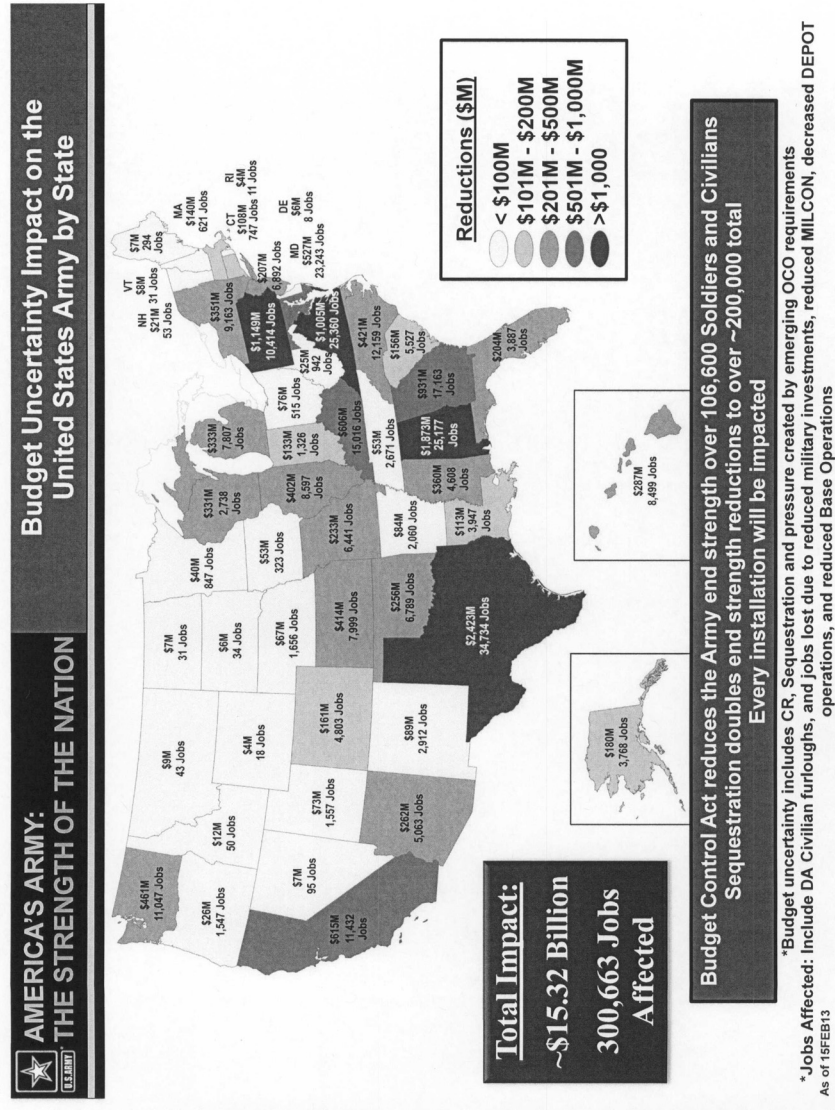 U.S.ARMY
AMERICA'S ARMY:
THE STRENGTH OF THE NATION
Budget Uncertainty Impact on the
United States Army by State
$461M
11,047 Jobs
$26M
1,547 Jobs
$615M
11,432
Jobs
$7M
95 Jobs
$12M
50 Jobs
$9M
43 Jobs
$4M
18 Jobs
$73M
1,557 Jobs
$262M
5,063 Jobs
$161M
4,803 Jobs
$89M
2,912 Jobs
$7M
31 Jobs
$6M
34 Jobs
$67M
1,656 Jobs
$414M
7,999 Jobs
$256M
6,789 Jobs
$2,423M
34,734 Jobs
$40M
847 Jobs
$53M
323 Jobs
$233M
6,441 Jobs
$84M
2,060 Jobs
$113M
3,947
Jobs
$331M
2,738
Jobs
$402M
8,597
Jobs
$333M
7,807
Jobs
$133M
1,326
Jobs
$76M
515 Jobs
$606M
15,016 Jobs
$53M
2,671 Jobs
$360M
4,608
Jobs
$1,873M
25,177
Jobs
$931M
17,163
Jobs
$204M
3,887
Jobs
$156M
5,527
Jobs
$421M
12,159 Jobs
$1,005M
25,360 Jobs
$25M
942
Jobs
$1,149M
10,414 Jobs
$351M
9,163 Jobs
$207M
6,892 Jobs
NH
$21M
53 Jobs
VT
$8M
31 Jobs
$7M
294
Jobs
MA
$140M
621 Jobs
CT
$108M
747 Jobs
RI
$4M
11 Jobs
MD
$527M
23,243 Jobs
DE
$6M
8 Jobs
$180M
3,768 Jobs
$287M
8,499 Jobs
Reductions ($M)
< $100M
$101M - $200M
$201M - $500M
$501M - $1,000M
>$1,000
Total Impact:
~$15.32 Billion
300,663 Jobs
Affected
Budget Control Act reduces the Army end strength over 106,600 Soldiers and Civilians
Sequestration doubles end strength reductions to over ~200,000 total
Every installation will be impacted
*Budget uncertainty includes CR, Sequestration and pressure created by emerging OCO requirements
*Jobs Affected: Include DA Civilian furloughs, and jobs lost due to reduced military investments, reduced MILCON, decreased DEPOT
operations, and reduced Base Operations
As of 15FEB13